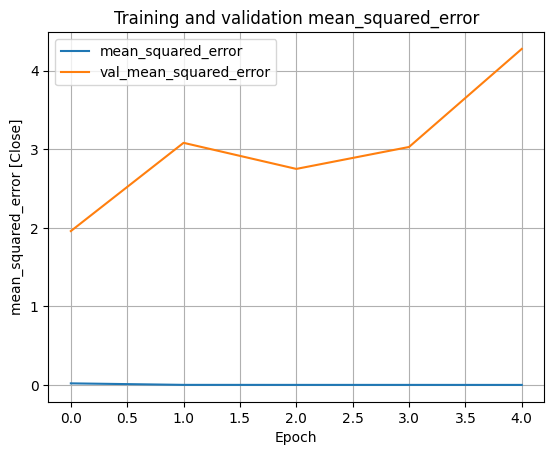 Training and validation mean_squared_error
mean_squared_error
val_mean_squared_error
mean_squared_error [Close]
4
3
2
1
0
0.0 0.5 1.0 1.5 2.0 2.5 3.0 3.5 4.0
Epoch